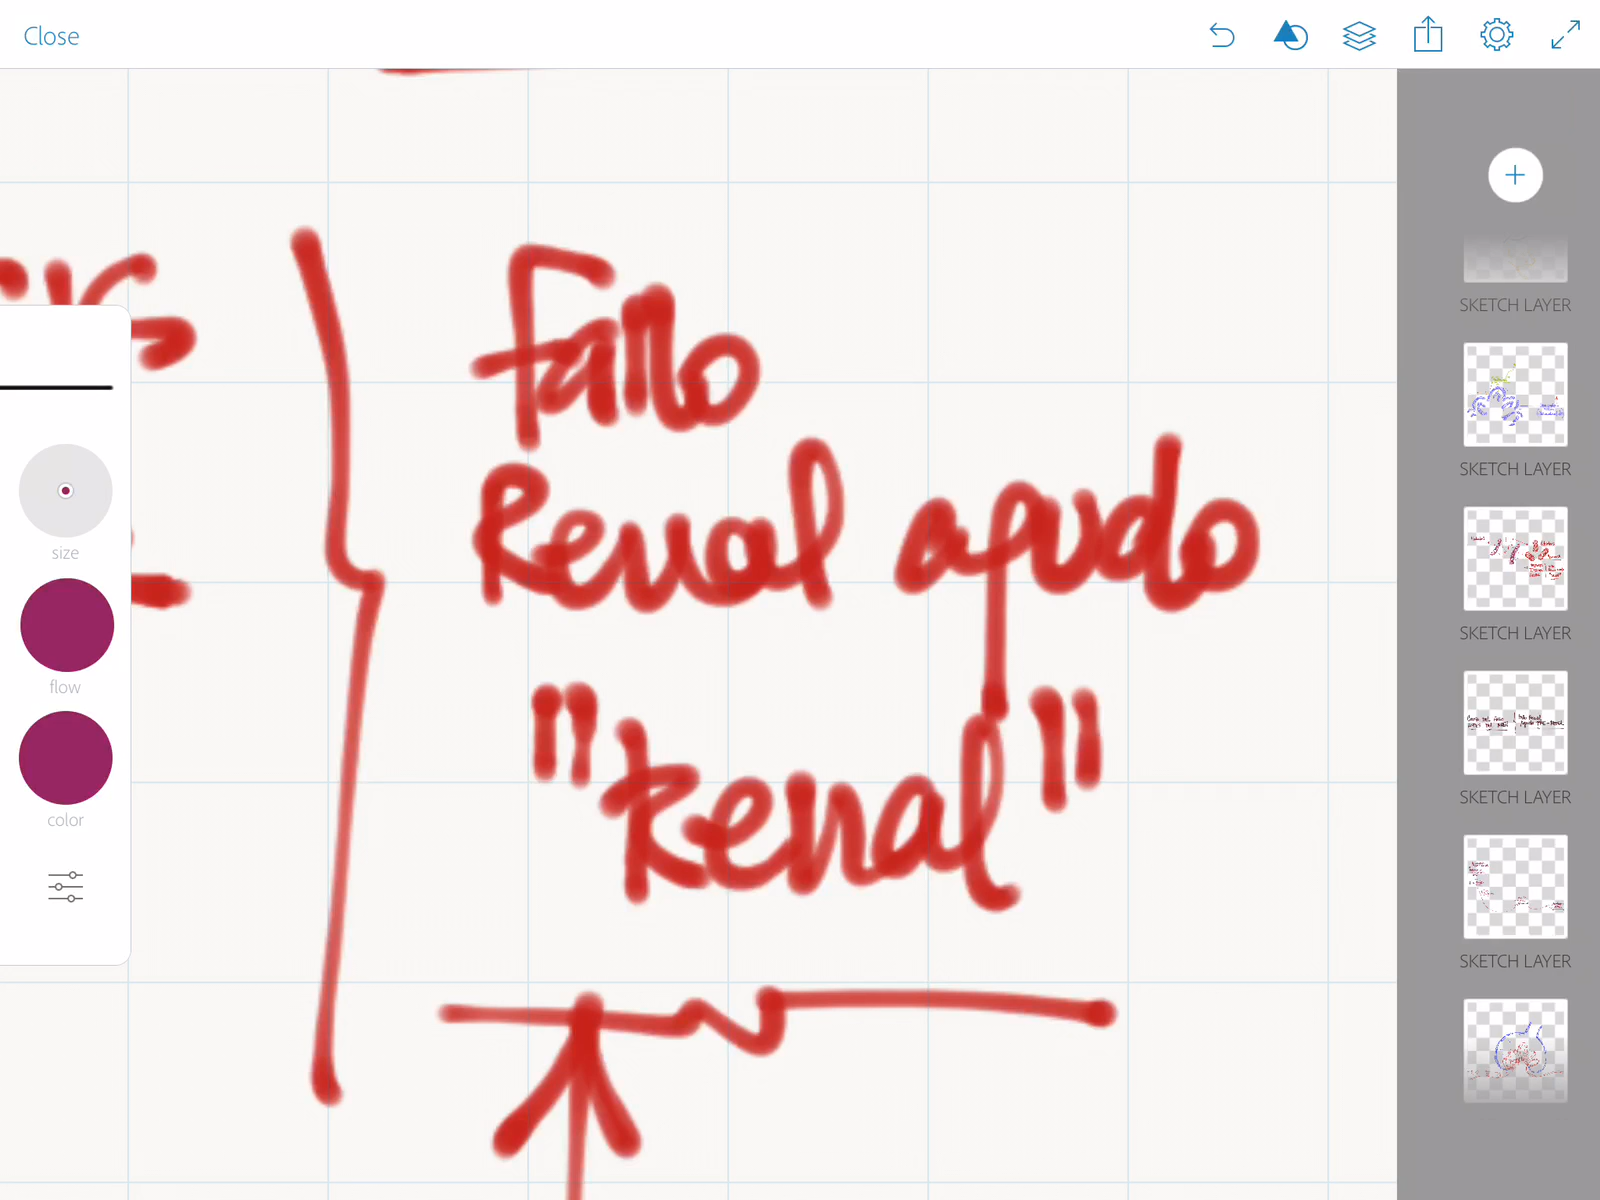 Close
Fallo
Renal agudo
"Renal"
size
flow
color
SKETCH LAYER
SKETCH LAYER
SKETCH LAYER
SKETCH LAYER
SKETCH LAYER